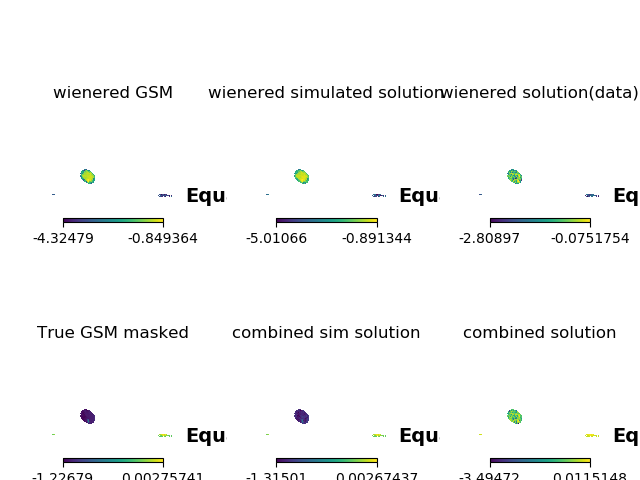 wienered GSM
wienered simulated solution
wienered solution(data)
Equ
Equ
Eq
-4.32479 -0.849364
-5.01066 -0.891344
-2.80897 -0.0751754
True GSM masked
combined sim solution
combined solution
Equ
Equ
Eq
-1.22679 0.00275741
-1.31501 0.00267437
-3.49472 0.0115148